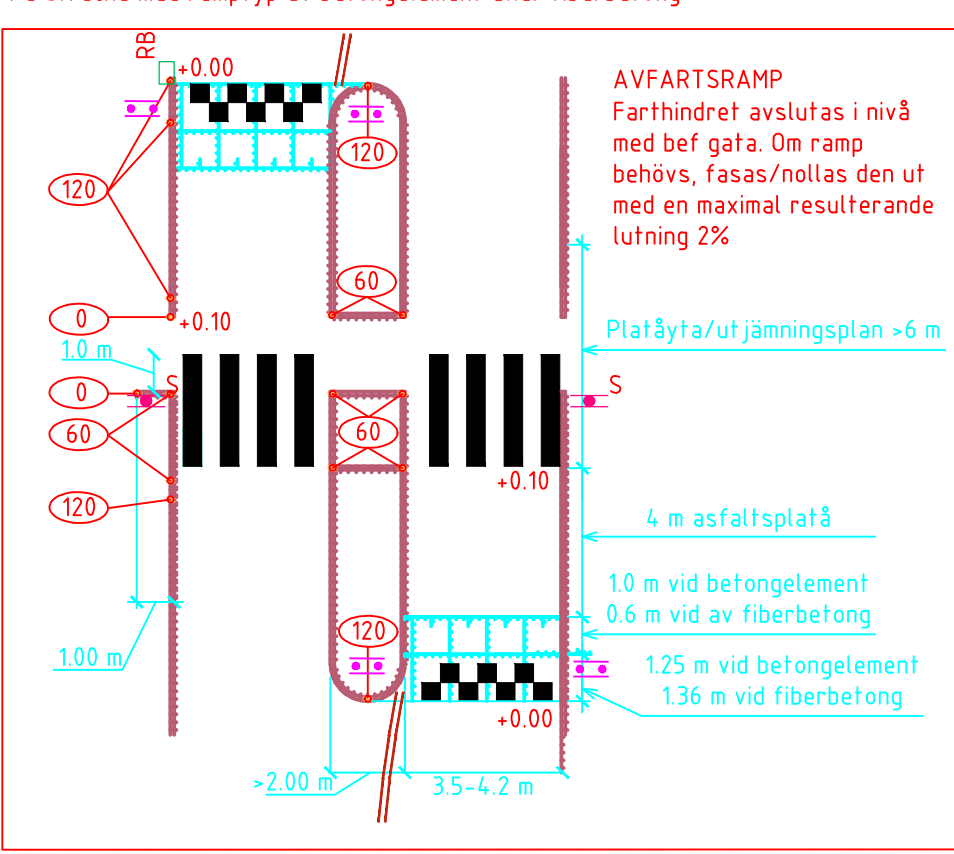 RB
+0.00
120
120
AVFARTSRAMP
Farthindret avslutas i nivå
med bef gata. Om ramp
behövs, fasas/nollas den ut
med en maximal resulterande
lutning 2%
60
0
+0.10
Platåyta/utjämningsplan >6 m
1.0 m
0
S
S
60
60
+0.10
120
4 m asfaltsplatå
1.0 m vid betongelement
0.6 m vid av fiberbetong
120
1.00 m
1.25 m vid betongelement
1.36 m vid fiberbetong
+0.00
>2.00 m
3.5-4.2 m